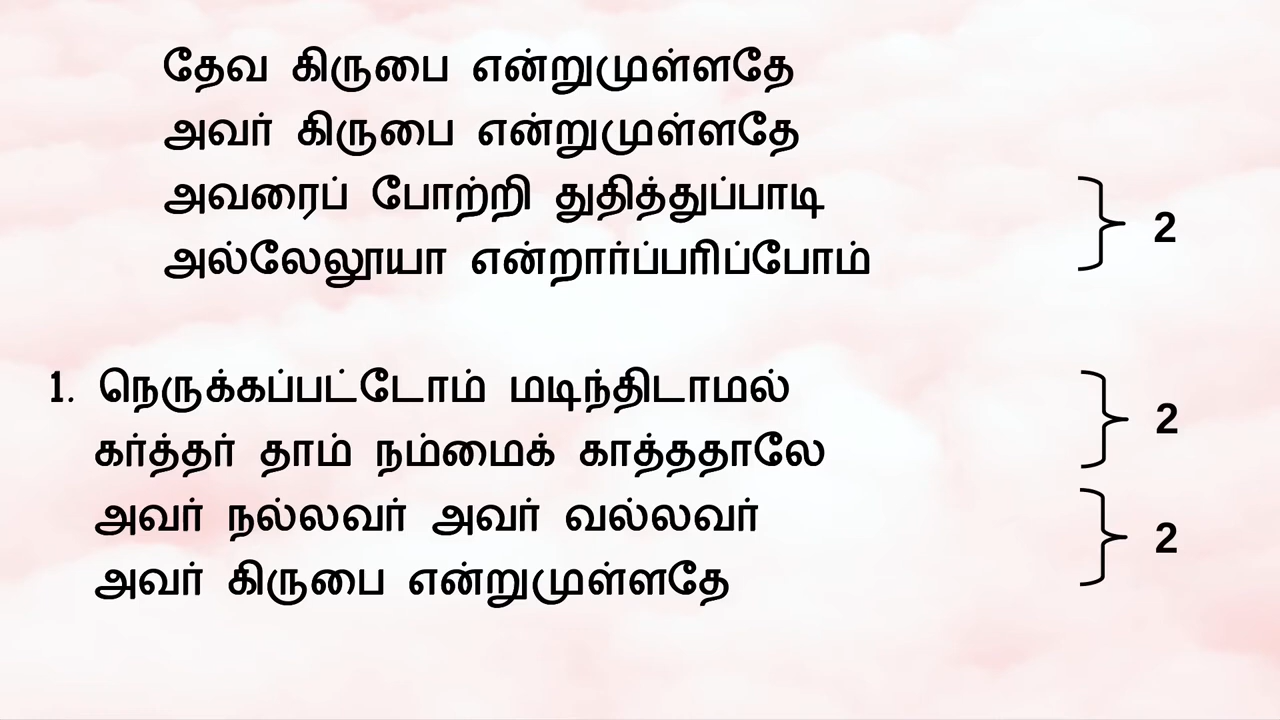 தேவ கிருபை என்றுமுள்ளதே
அவர் கிருபை என்றுமுள்ளதே
அவரைப் போற்றி துதித்துப்பாடி
அல்லேலூயா என்றார்ப்பரிப்போம்
2
1. நெருக்கப்பட்டோம் மடிந்திடாமல்
கர்த்தர் தாம் நம்மைக் காத்ததாலே
2
அவர் நல்லவர் அவர் வல்லவர்
அவர் கிருபை என்றுமுள்ளதே
2